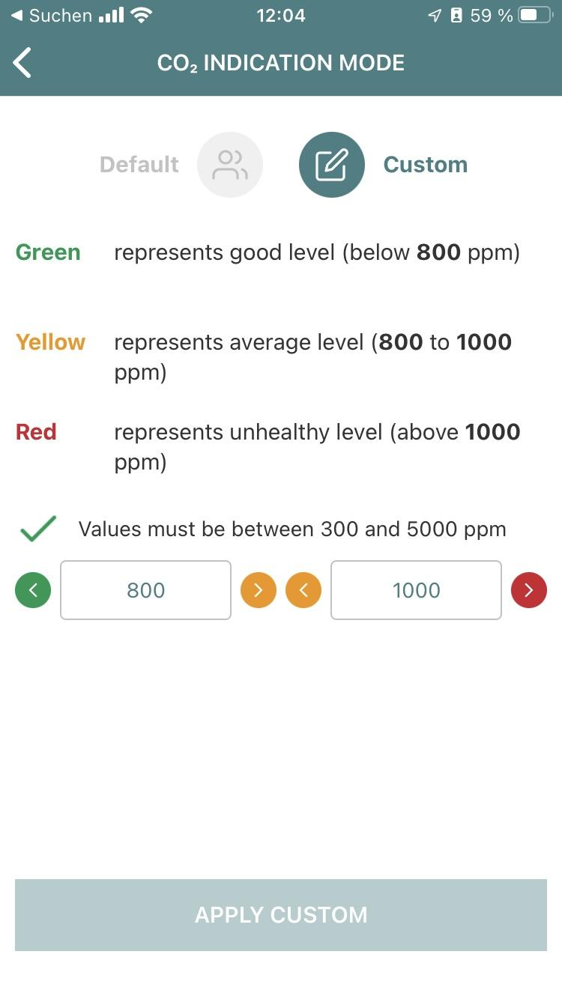 Suchen 12:04 59 %
CO₂ INDICATION MODE
Default Custom
Green represents good level (below 800 ppm)
Yellow represents average level (800 to 1000
ppm)
Red represents unhealthy level (above 1000
ppm)
Values must be between 300 and 5000 ppm
800 1000
APPLY CUSTOM